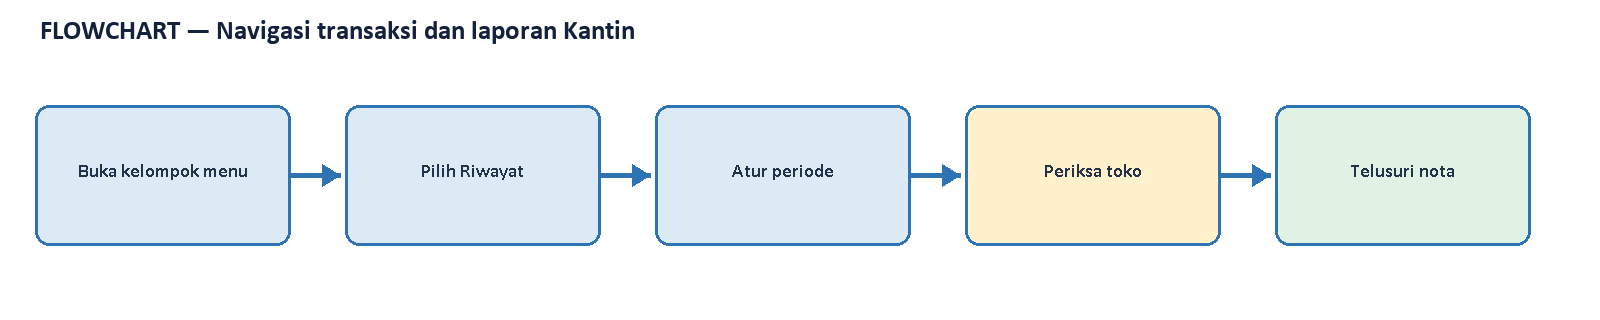 FLOWCHART — Navigasi transaksi dan laporan Kantin
Buka kelompok menu
Pilih Riwayat
Atur periode
Periksa toko
Telusuri nota